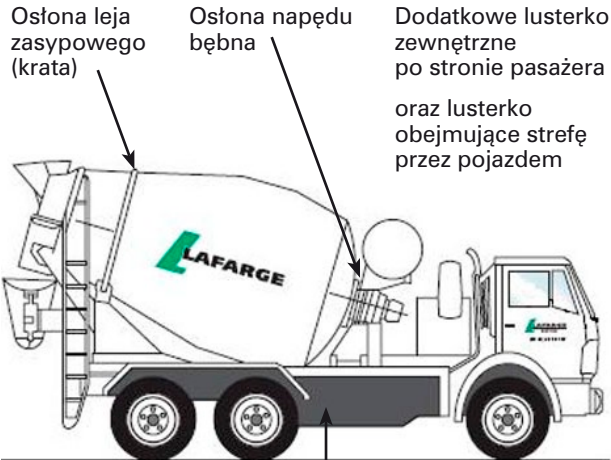 Osłona leja
zasypowego
(krata)
Osłona napędu
bębna
Dodatkowe lusterko
zewnętrzne
po stronie pasażera
oraz lusterko
obejmujące strefę
przez pojazdem
LAFARGE
LAFARGE